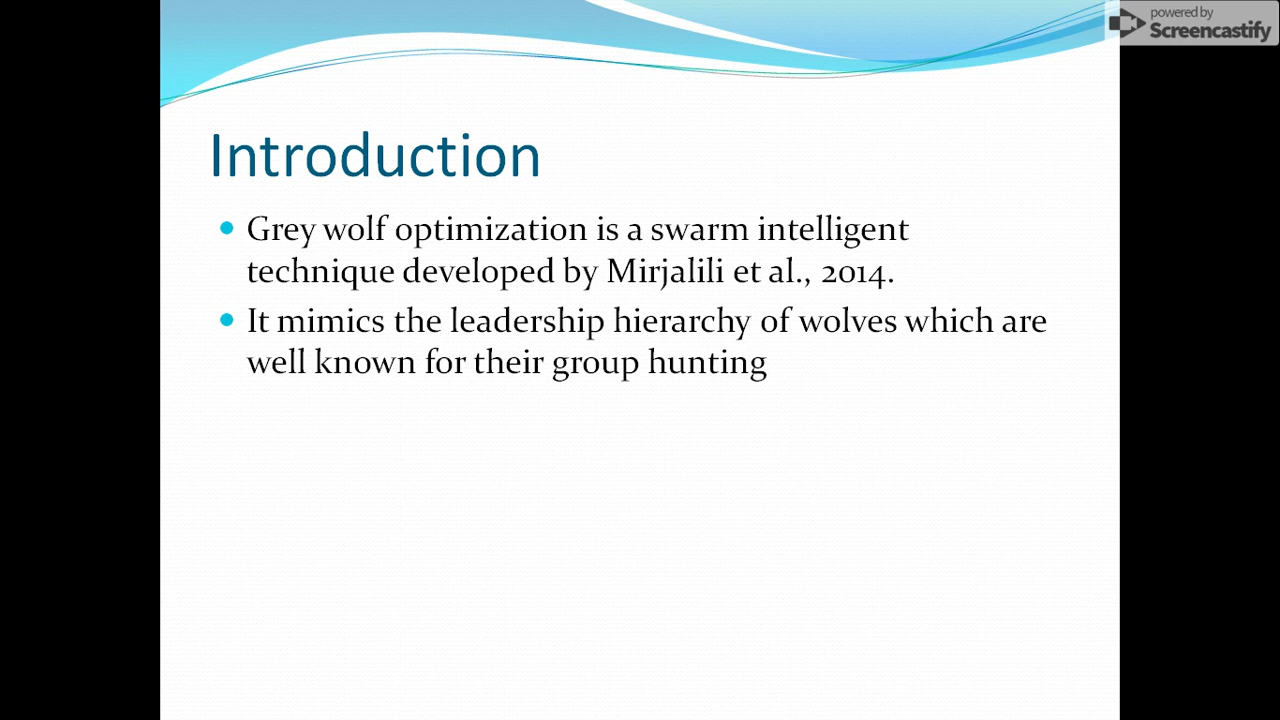 powered by
Screencastify
Introduction
Grey wolf optimization is a swarm intelligent
technique developed by Mirjalili et al., 2014.
It mimics the leadership hierarchy of wolves which are
well known for their group hunting